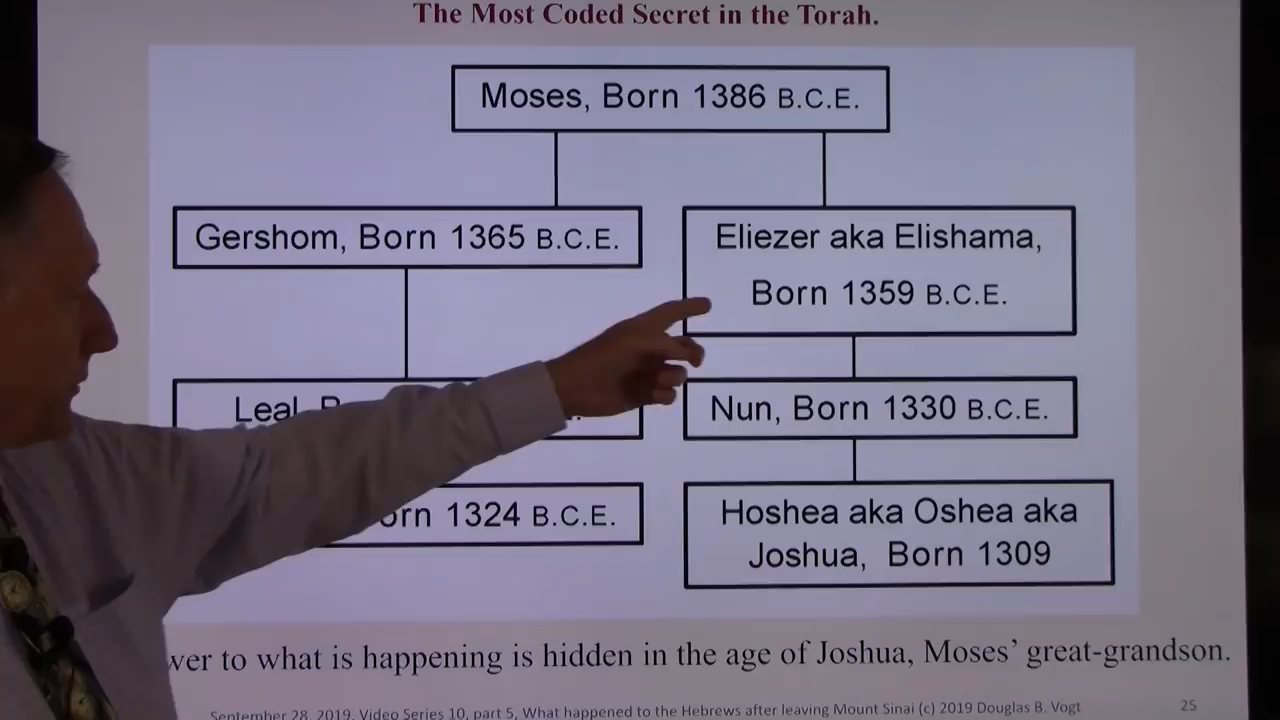 The Most Coded Secret in the Torah.
Moses, Born 1386 B.C.E.
Gershom, Born 1365 B.C.E.
Eliezer aka Elishama,
Born 1359 B.C.E.
Leal
Nun, Born 1330 B.C.E.
1324 B.C.E.
Hoshea aka Oshea aka
Joshua, Born 1309
to what is happening is hidden in the age of Joshua, Moses’ great-grandson.
September 28, 2019, Video Series 10, part 5, What happened to the Hebrews after leaving Mount Sinai (c) 2019 Douglas B. Vogt
25